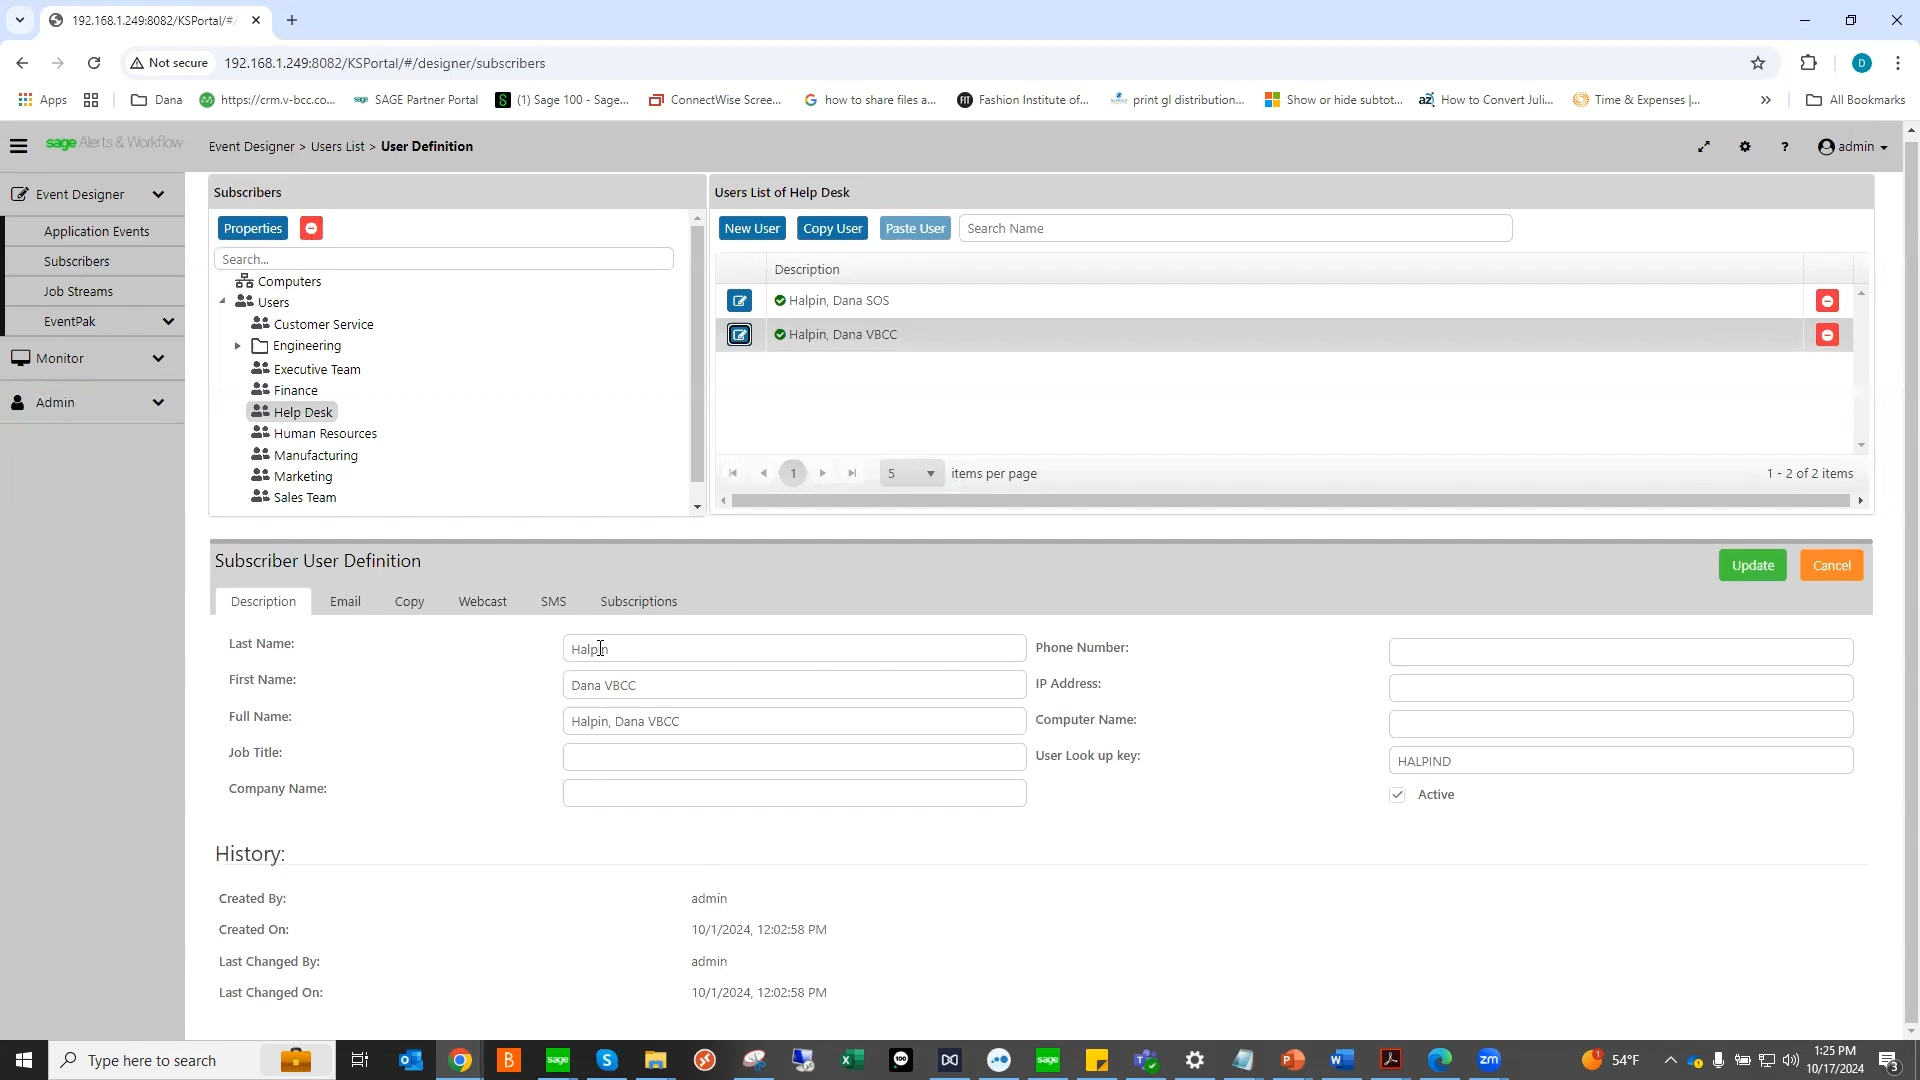 192.168.1.249:8082/KSPortal/#/
Not secure
192.168.1.249:8082/KSPortal/#/designer/subscribers
D
Apps
Dana
https://crm.v-bcc.co...
SAGE Partner Portal
(1) Sage 100 - Sage...
ConnectWise Scree...
how to share files a...
Fashion Institute of...
print gl distribution...
Show or hide subtot...
How to Convert Juli...
Time & Expenses |...
»
All Bookmarks
sage Alerts & Workflow
Event Designer > Users List > User Definition
?
admin
Event Designer
Application Events
Subscribers
Job Streams
EventPak
Monitor
Admin
Subscribers
Properties
Search...
Computers
Users
Customer Service
Engineering
Executive Team
Finance
Help Desk
Human Resources
Manufacturing
Marketing
Sales Team
Users List of Help Desk
New User
Copy User
Paste User
Search Name
Description
Halpin, Dana SOS
Halpin, Dana VBCC
1
5
items per page
1 - 2 of 2 items
Subscriber User Definition
Update
Cancel
Description
Email
Copy
Webcast
SMS
Subscriptions
Last Name:
Halpin
First Name:
Dana VBCC
Full Name:
Halpin, Dana VBCC
Job Title:
Company Name:
Phone Number:
IP Address:
Computer Name:
User Look up key:
HALPIND
Active
History:
Created By:
admin
Created On:
10/1/2024, 12:02:58 PM
Last Changed By:
admin
Last Changed On:
10/1/2024, 12:02:58 PM
Type here to search
B
sage
100
sage
zm
1
54°F
1:25 PM
10/17/2024
3